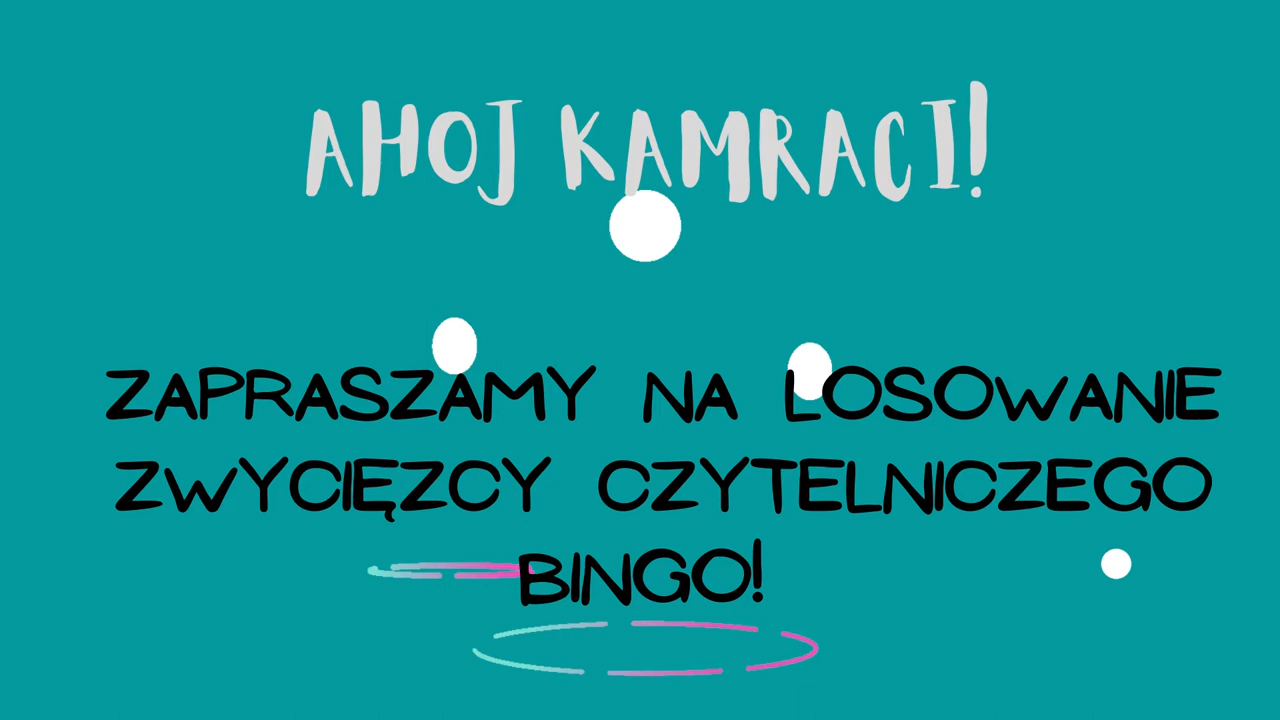 AHOJ KAMRACI!
ZAPRASZAMY NA LOSOWANIE
ZWYCIĘZCY CZYTELNICZEGO
BINGO!